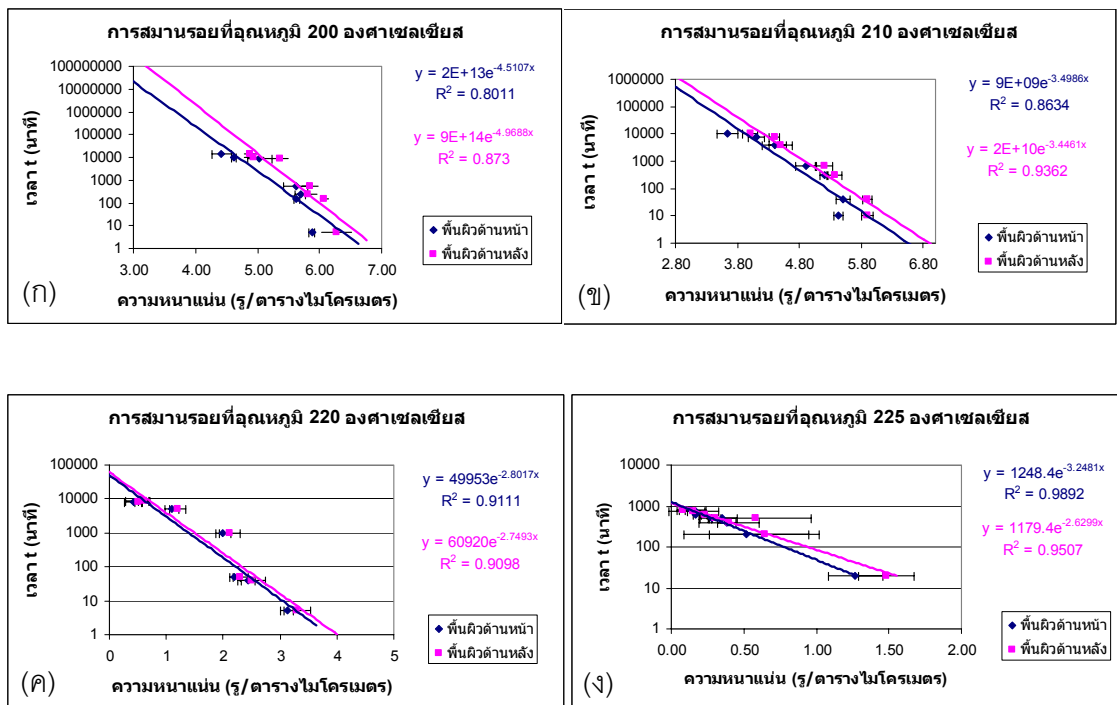 การสมานรอยที่อุณหภูมิ 200 องศาเซลเซียส
เวลา t (นาที)
100000000
10000000
1000000
100000
10000
1000
100
10
1
3.00 4.00 5.00 6.00 7.00
ความหนาแน่น (รู/ตารางไมโครเมตร)
y = 2E+13e-4.5107x
R2 = 0.8011
y = 9E+14e-4.9688x
R2 = 0.873
พื้นผิวด้านหน้า
พื้นผิวด้านหลัง
(ก)
การสมานรอยที่อุณหภูมิ 210 องศาเซลเซียส
เวลา t (นาที)
1000000
100000
10000
1000
100
10
1
2.80 3.80 4.80 5.80 6.80
ความหนาแน่น (รู/ตารางไมโครเมตร)
y = 9E+09e-3.4986x
R2 = 0.8634
y = 2E+10e-3.4461x
R2 = 0.9362
พื้นผิวด้านหน้า
พื้นผิวด้านหลัง
(ข)
การสมานรอยที่อุณหภูมิ 220 องศาเซลเซียส
เวลา t (นาที)
100000
10000
1000
100
10
1
0 1 2 3 4 5
ความหนาแน่น (รู/ตารางไมโครเมตร)
y = 49953e-2.8017x
R2 = 0.9111
y = 60920e-2.7493x
R2 = 0.9098
พื้นผิวด้านหน้า
พื้นผิวด้านหลัง
(ค)
การสมานรอยที่อุณหภูมิ 225 องศาเซลเซียส
เวลา t (นาที)
10000
1000
100
10
1
0.00 0.50 1.00 1.50 2.00
ความหนาแน่น (รู/ตารางไมโครเมตร)
y = 1248.4e-3.2481x
R2 = 0.9892
y = 1179.4e-2.6299x
R2 = 0.9507
พื้นผิวด้านหน้า
พื้นผิวด้านหลัง
(ง)